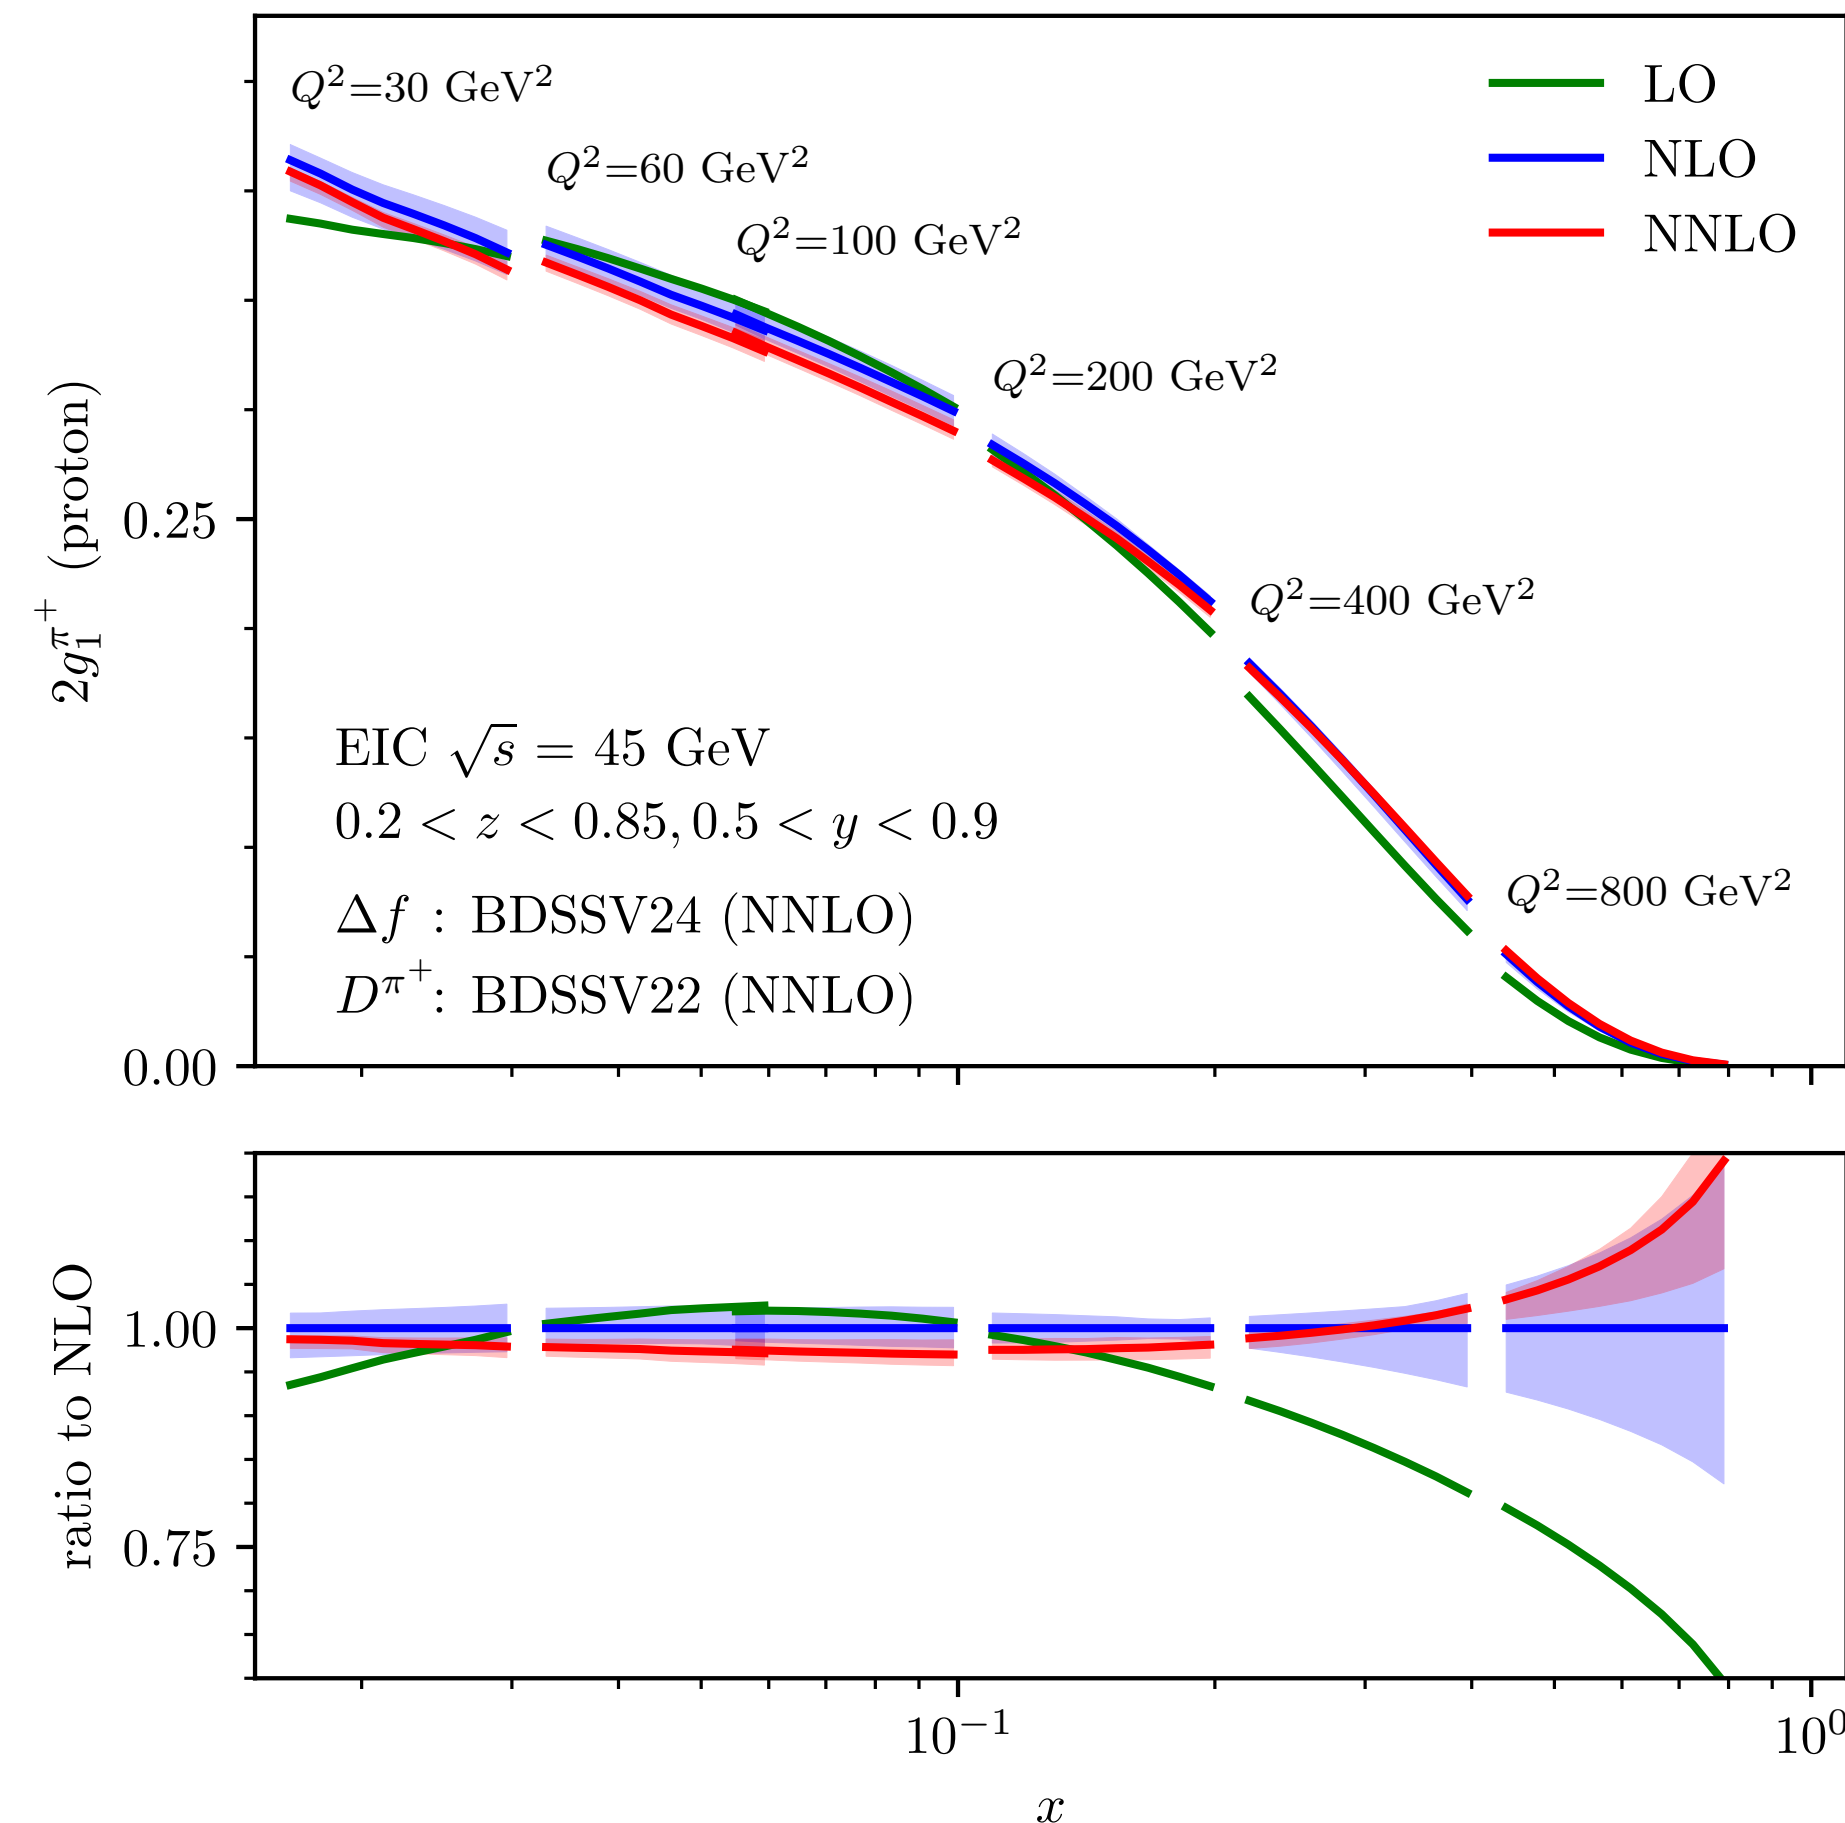 Q²=30 GeV²
Q²=60 GeV²
Q²=100 GeV²
Q²=200 GeV²
Q²=400 GeV²
Q²=800 GeV²
LO
NLO
NNLO
2g₁^π⁺ (proton)
0.25
0.00
EIC √s = 45 GeV
0.2 < z < 0.85, 0.5 < y < 0.9
Δf : BDSSV24 (NNLO)
D^π⁺: BDSSV22 (NNLO)
ratio to NLO
1.00
0.75
10⁻¹
10⁰
x